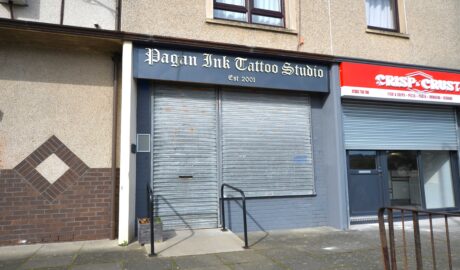 Pagan Ink Tattoo Studio
Est 2001
CRISP & CRUST